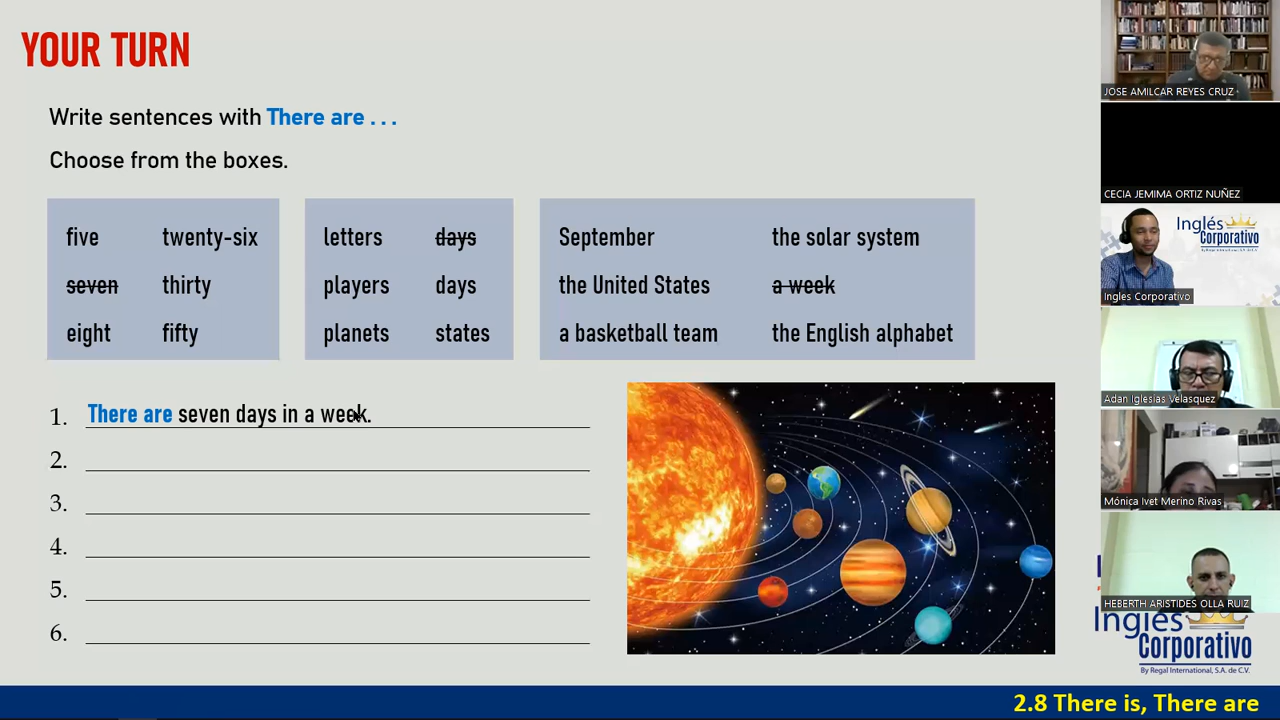 YOUR TURN
Write sentences with There are . . .
Choose from the boxes.
five twenty-six
seven thirty
eight fifty
letters days
players days
planets states
September the solar system
the United States a week
a basketball team the English alphabet
1. There are seven days in a week.
2.
3.
4.
5.
6.
JOSE AMILCAR REYES CRUZ
CECIA JEMIMA ORTIZ NUÑEZ
Inglés
Corporativo
By Regal International, S.A. de C.V.
Ingles Corporativo
Adan Iglesias Velasquez
Mónica Ivet Merino Rivas
HEBERTH ARISTIDES OLLA RUIZ
Inglés
Corporativo
By Regal International, S.A. de C.V.
2.8 There is, There are